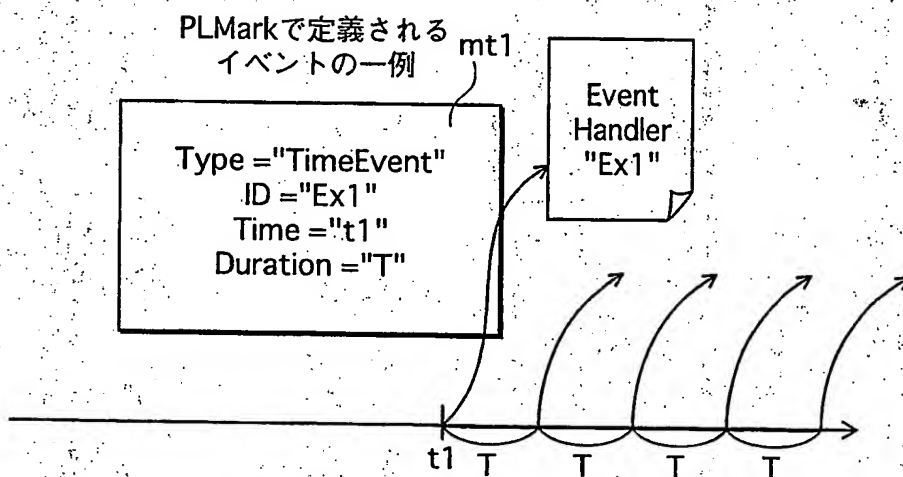 PLMarkで定義される
イベントの一例
mt1
Type ="TimeEvent"
ID ="Ex1"
Time ="t1"
Duration ="T"
Event
Handler
"Ex1"
t1 T T T T